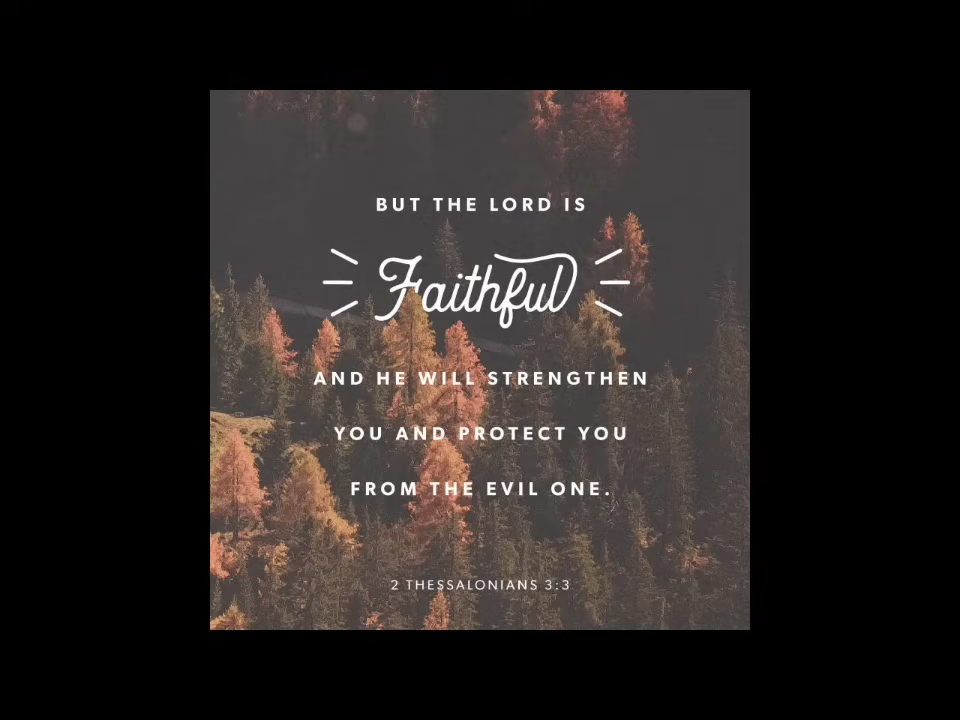 BUT THE LORD IS
Faithful
AND HE WILL STRENGTHEN
YOU AND PROTECT YOU
FROM THE EVIL ONE.
2 THESSALONIANS 3:3